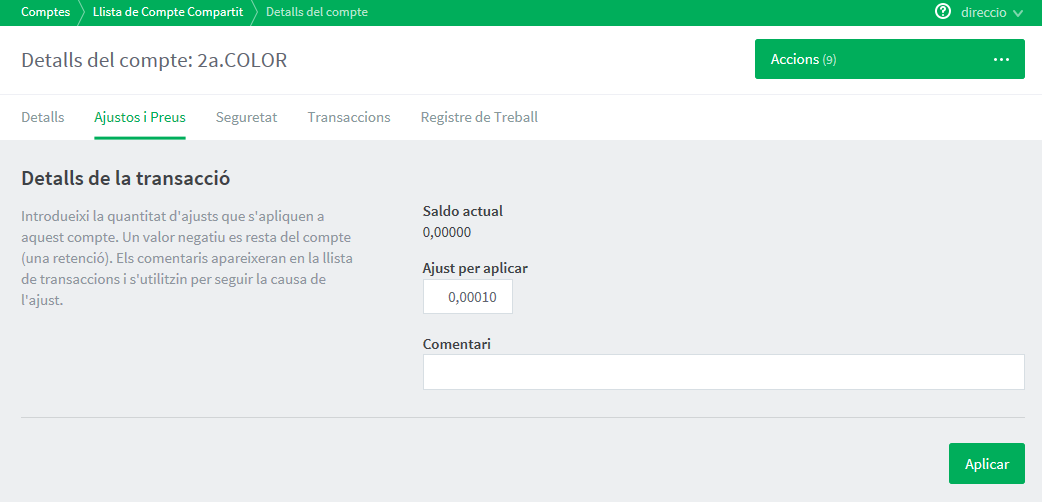 Comptes Llista de Compte Compartit Detalls del compte direccio
Detalls del compte: 2a.COLOR
Accions (9)
Detalls Ajustos i Preus Seguretat Transaccions Registre de Treball
Detalls de la transacció
Introdueixi la quantitat d'ajusts que s'apliquen a
aquest compte. Un valor negatiu es resta del compte
(una retenció). Els comentaris apareixeran en la llista
de transaccions i s'utilitzin per seguir la causa de
l'ajust.
Saldo actual
0,00000
Ajust per aplicar
0,00010
Comentari
Aplicar